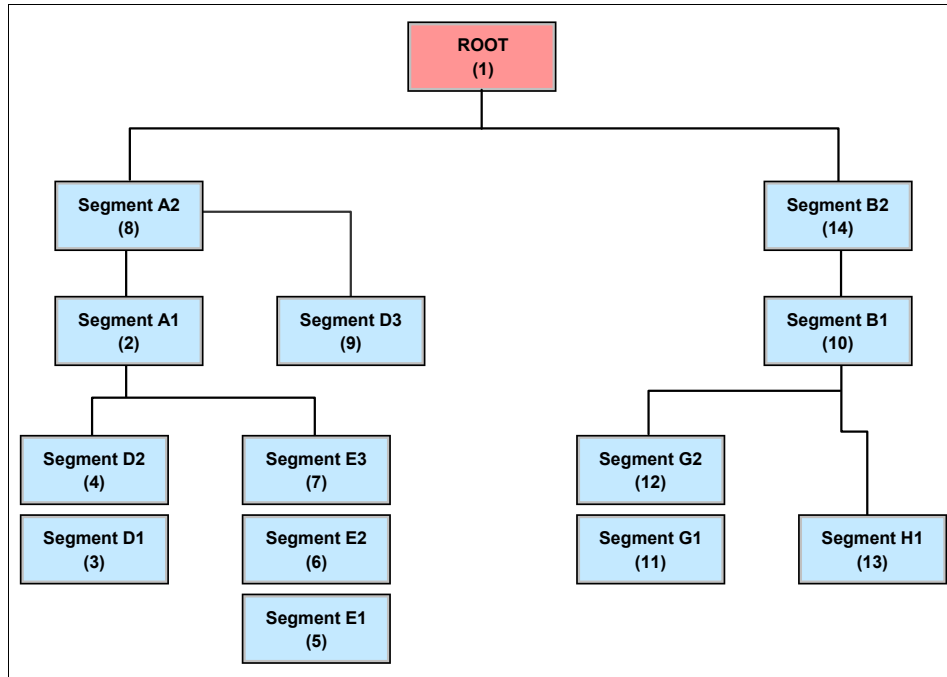 ROOT
(1)
Segment A2
(8)
Segment B2
(14)
Segment A1
(2)
Segment D3
(9)
Segment B1
(10)
Segment D2
(4)
Segment E3
(7)
Segment G2
(12)
Segment D1
(3)
Segment E2
(6)
Segment G1
(11)
Segment H1
(13)
Segment E1
(5)